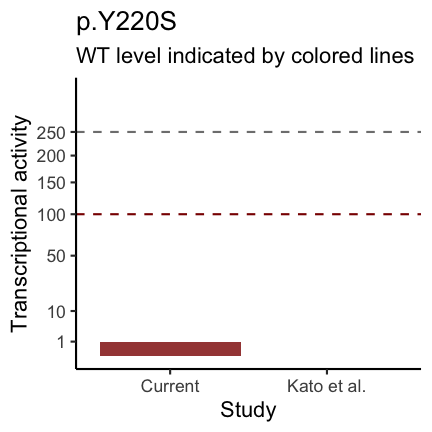 p.Y220S
WT level indicated by colored lines
Transcriptional activity
250
200
150
100
50
10
1
Current
Kato et al.
Study